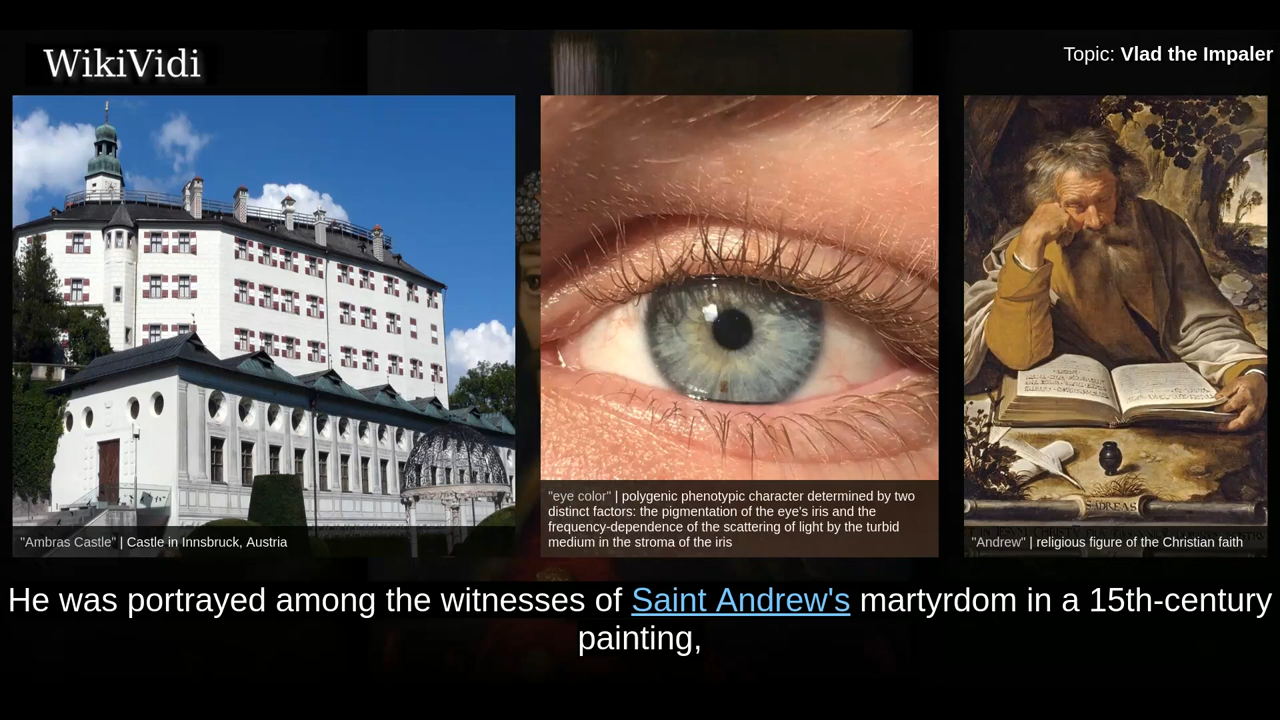 WikiVidi
Topic: Vlad the Impaler
"Ambras Castle" | Castle in Innsbruck, Austria
"eye color" | polygenic phenotypic character determined by two
distinct factors: the pigmentation of the eye's iris and the
frequency-dependence of the scattering of light by the turbid
medium in the stroma of the iris
S·ADREAS
"Andrew" | religious figure of the Christian faith
He was portrayed among the witnesses of Saint Andrew's martyrdom in a 15th-century
painting,